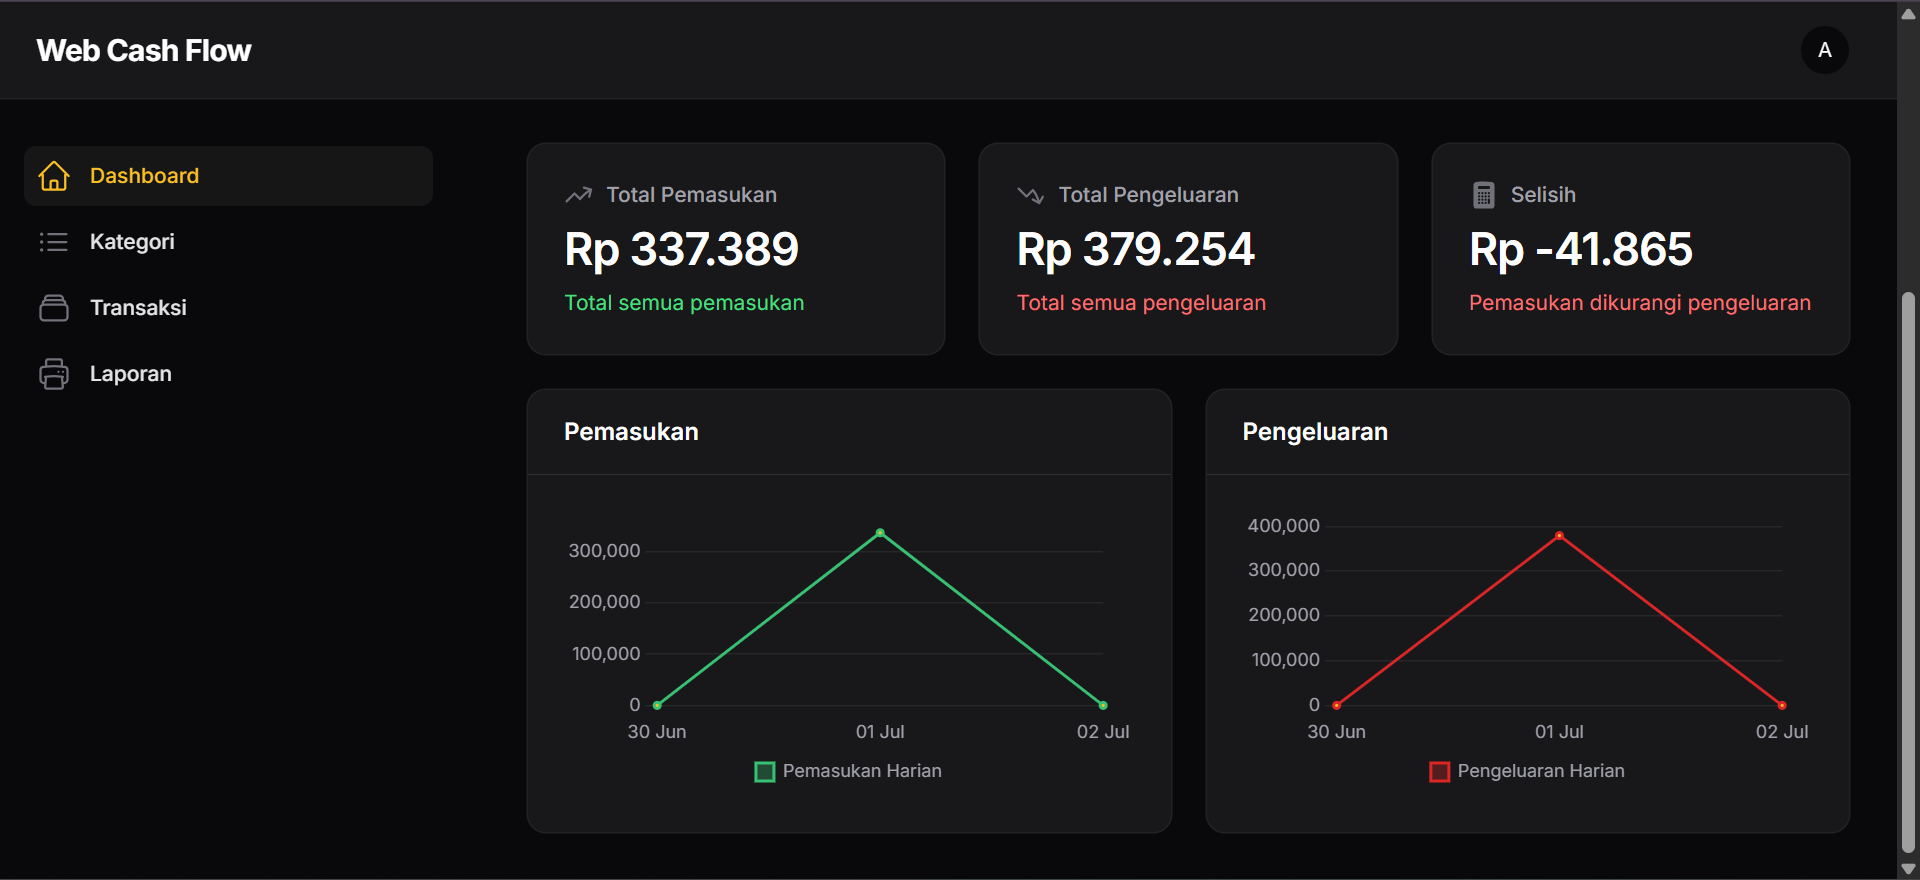 Web Cash Flow
A
Dashboard
Kategori
Transaksi
Laporan
Total Pemasukan
Rp 337.389
Total semua pemasukan
Total Pengeluaran
Rp 379.254
Total semua pengeluaran
Selisih
Rp -41.865
Pemasukan dikurangi pengeluaran
Pemasukan
300,000
200,000
100,000
0
30 Jun 01 Jul 02 Jul
Pemasukan Harian
Pengeluaran
400,000
300,000
200,000
100,000
0
30 Jun 01 Jul 02 Jul
Pengeluaran Harian